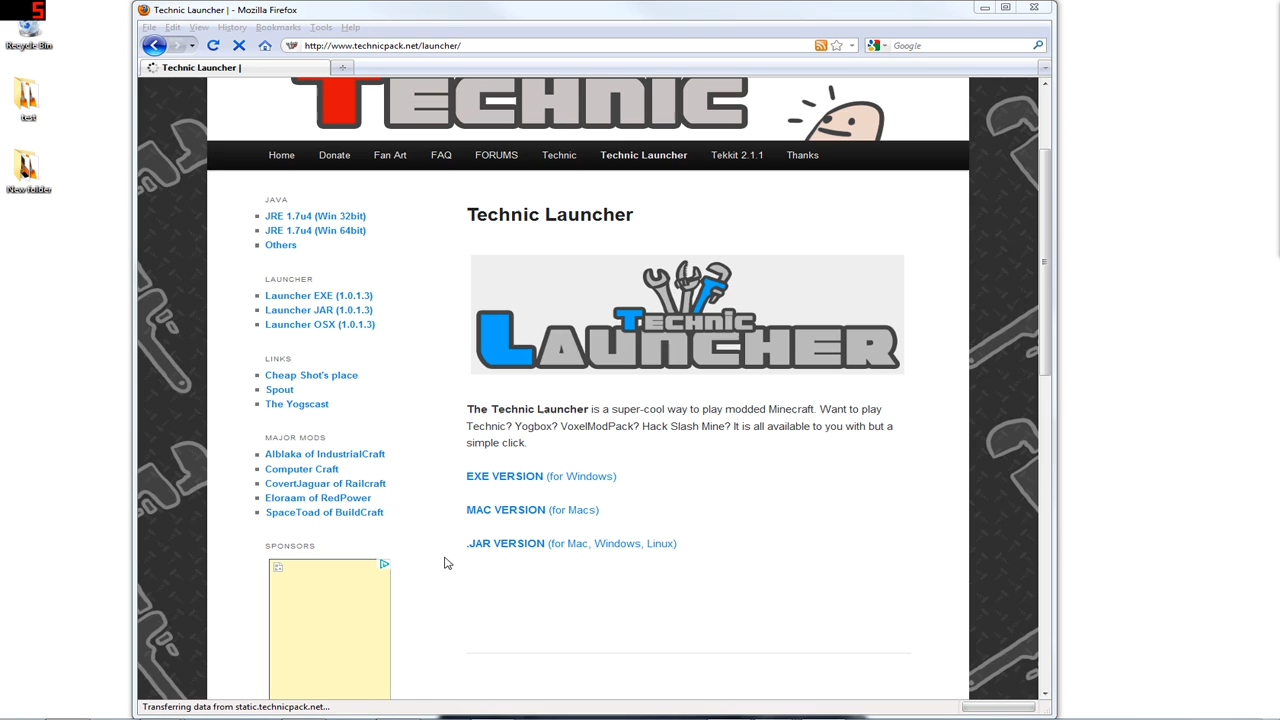 5
Recycle Bin
test
New folder
Technic Launcher | - Mozilla Firefox
File Edit View History Bookmarks Tools Help
http://www.technicpack.net/launcher/
Google
Technic Launcher |
TECHNIC
Home Donate Fan Art FAQ FORUMS Technic Technic Launcher Tekkit 2.1.1 Thanks
JAVA
JRE 1.7u4 (Win 32bit)
JRE 1.7u4 (Win 64bit)
Others
LAUNCHER
Launcher EXE (1.0.1.3)
Launcher JAR (1.0.1.3)
Launcher OSX (1.0.1.3)
LINKS
Cheap Shot's place
Spout
The Yogscast
MAJOR MODS
Alblaka of IndustrialCraft
Computer Craft
CovertJaguar of Railcraft
Eloraam of RedPower
SpaceToad of BuildCraft
SPONSORS
Technic Launcher
TECHNIC
LAUNCHER
The Technic Launcher is a super-cool way to play modded Minecraft. Want to play
Technic? Yogbox? VoxelModPack? Hack Slash Mine? It is all available to you with but a
simple click.
EXE VERSION (for Windows)
MAC VERSION (for Macs)
.JAR VERSION (for Mac, Windows, Linux)
Transferring data from static.technicpack.net...